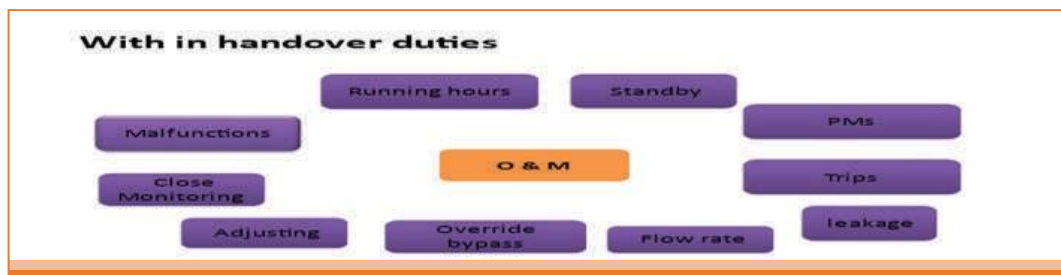 With in handover duties
Running hours
Standby
Malfunctions
PMs
O & M
Close
Monitoring
Trips
Adjusting
Override
bypass
Flow rate
leakage